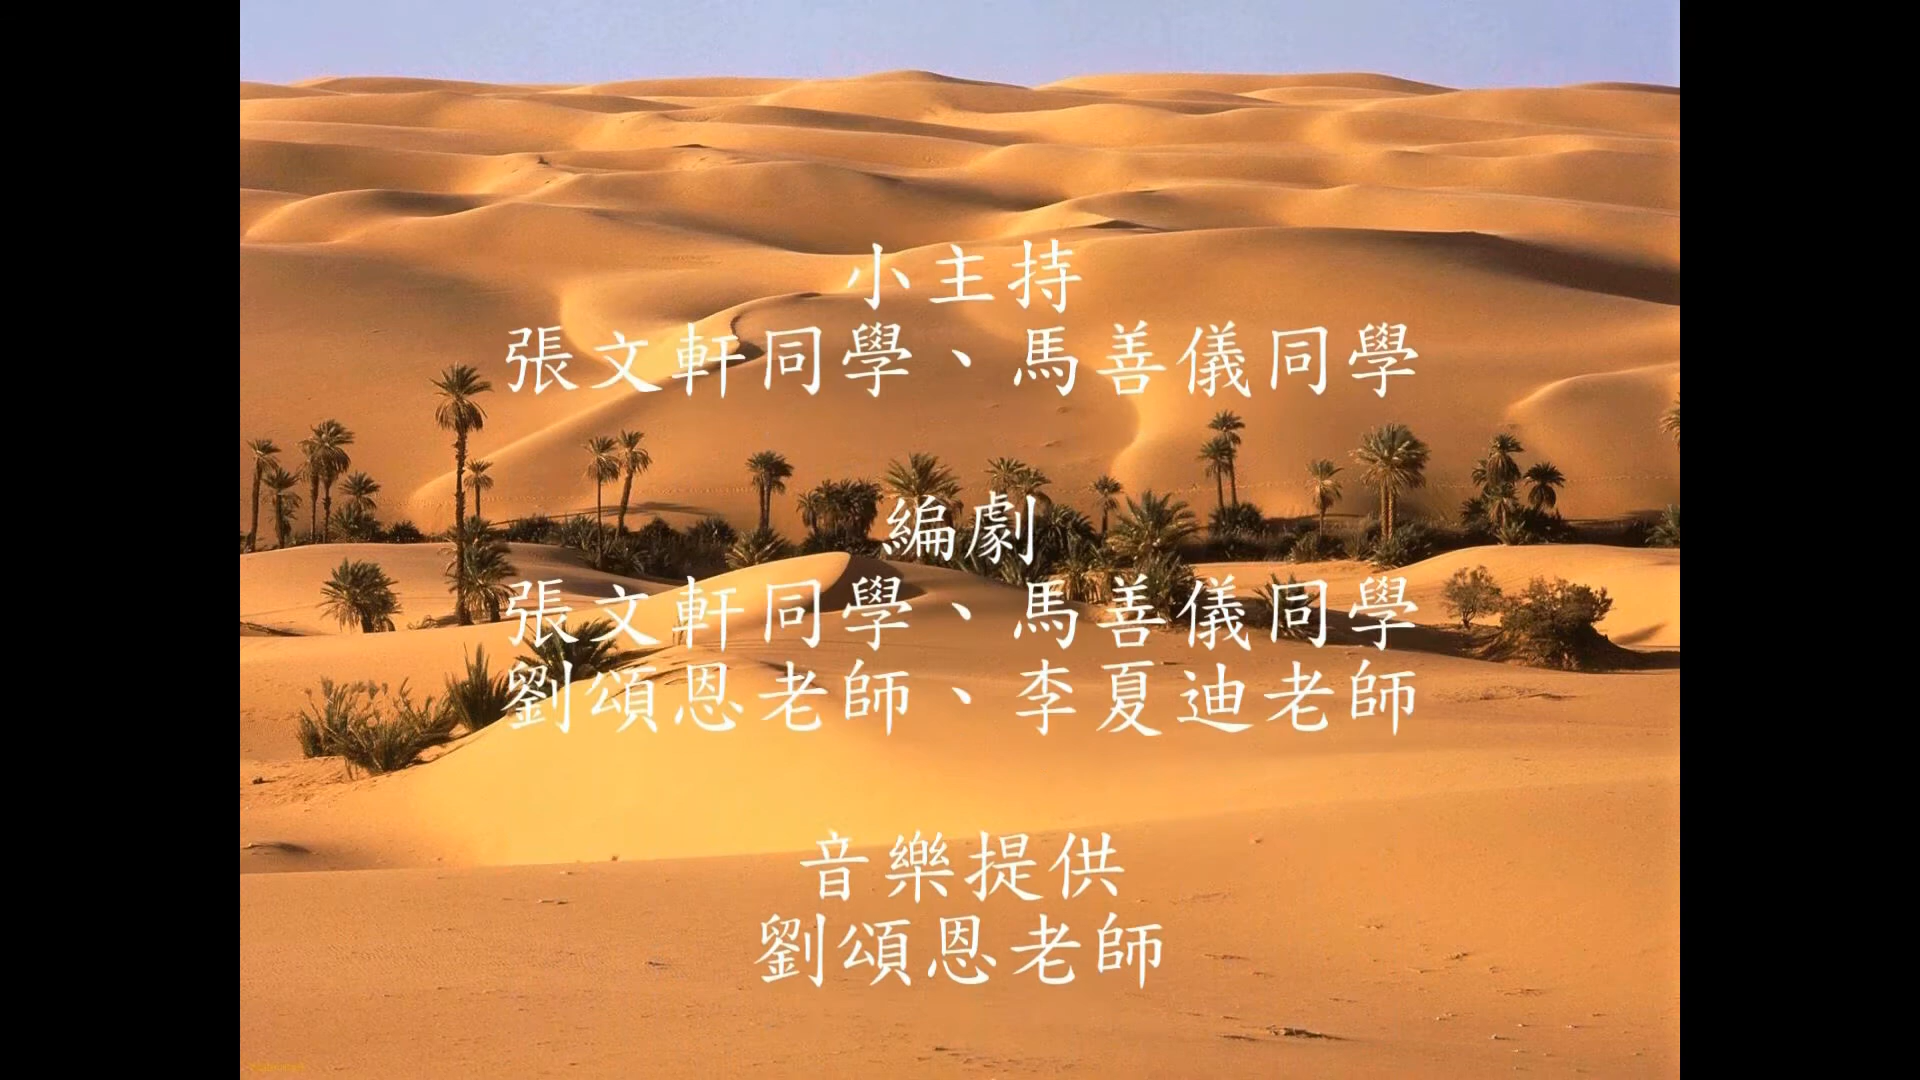 小主持
張文軒同學、馬善儀同學
編劇
張文軒同學、馬善儀同學
劉頌恩老師、李夏迪老師
音樂提供
劉頌恩老師